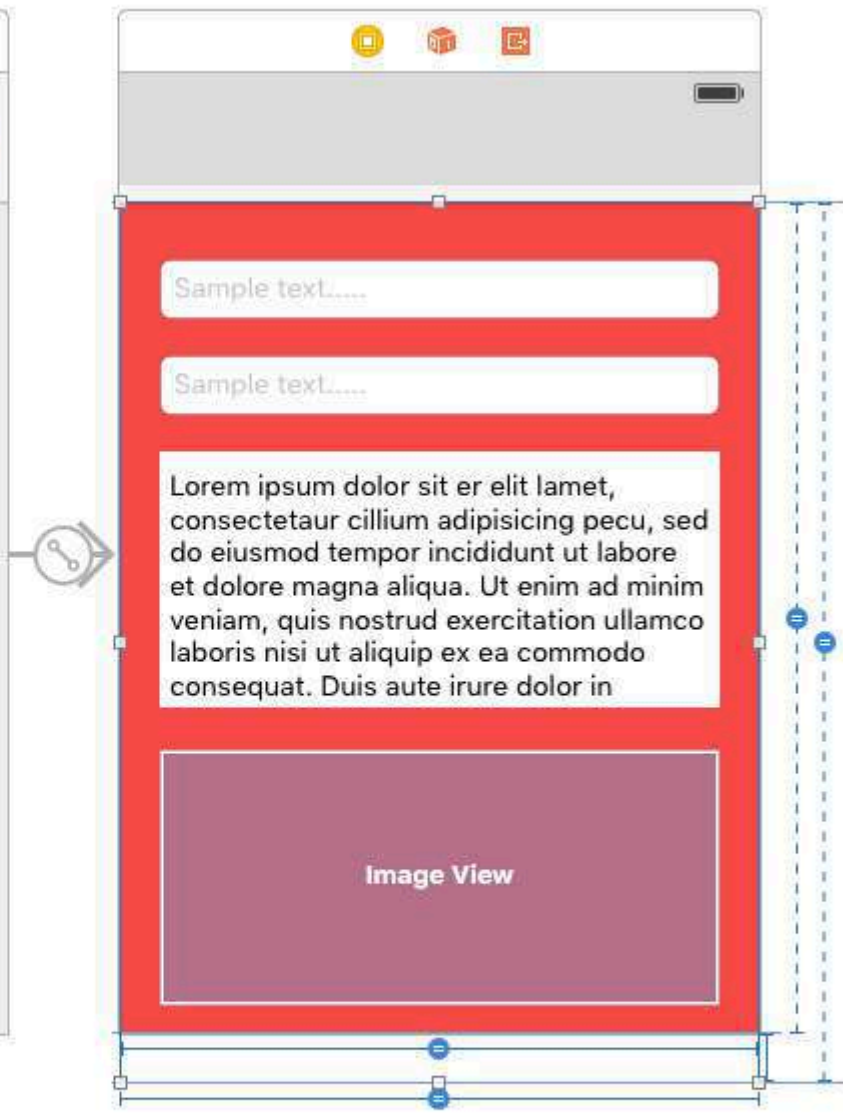 Sample text.....
Sample text.....
Lorem ipsum dolor sit er elit lamet,
consectetaur cillium adipisicing pecu, sed
do eiusmod tempor incididunt ut labore
et dolore magna aliqua. Ut enim ad minim
veniam, quis nostrud exercitation ullamco
laboris nisi ut aliquip ex ea commodo
consequat. Duis aute irure dolor in
Image View